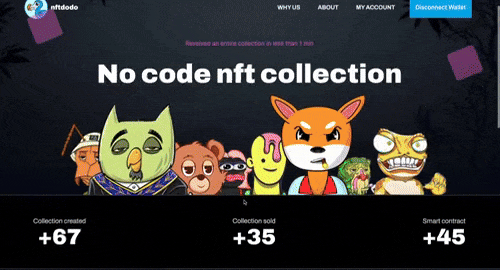 nftdodo
WHY US
ABOUT
MY ACCOUNT
Disconnect Wallet
Removed an entire collection in less than 1 min
No code nft collection
Collection created
+67
Collection sold
+35
Smart contract
+45